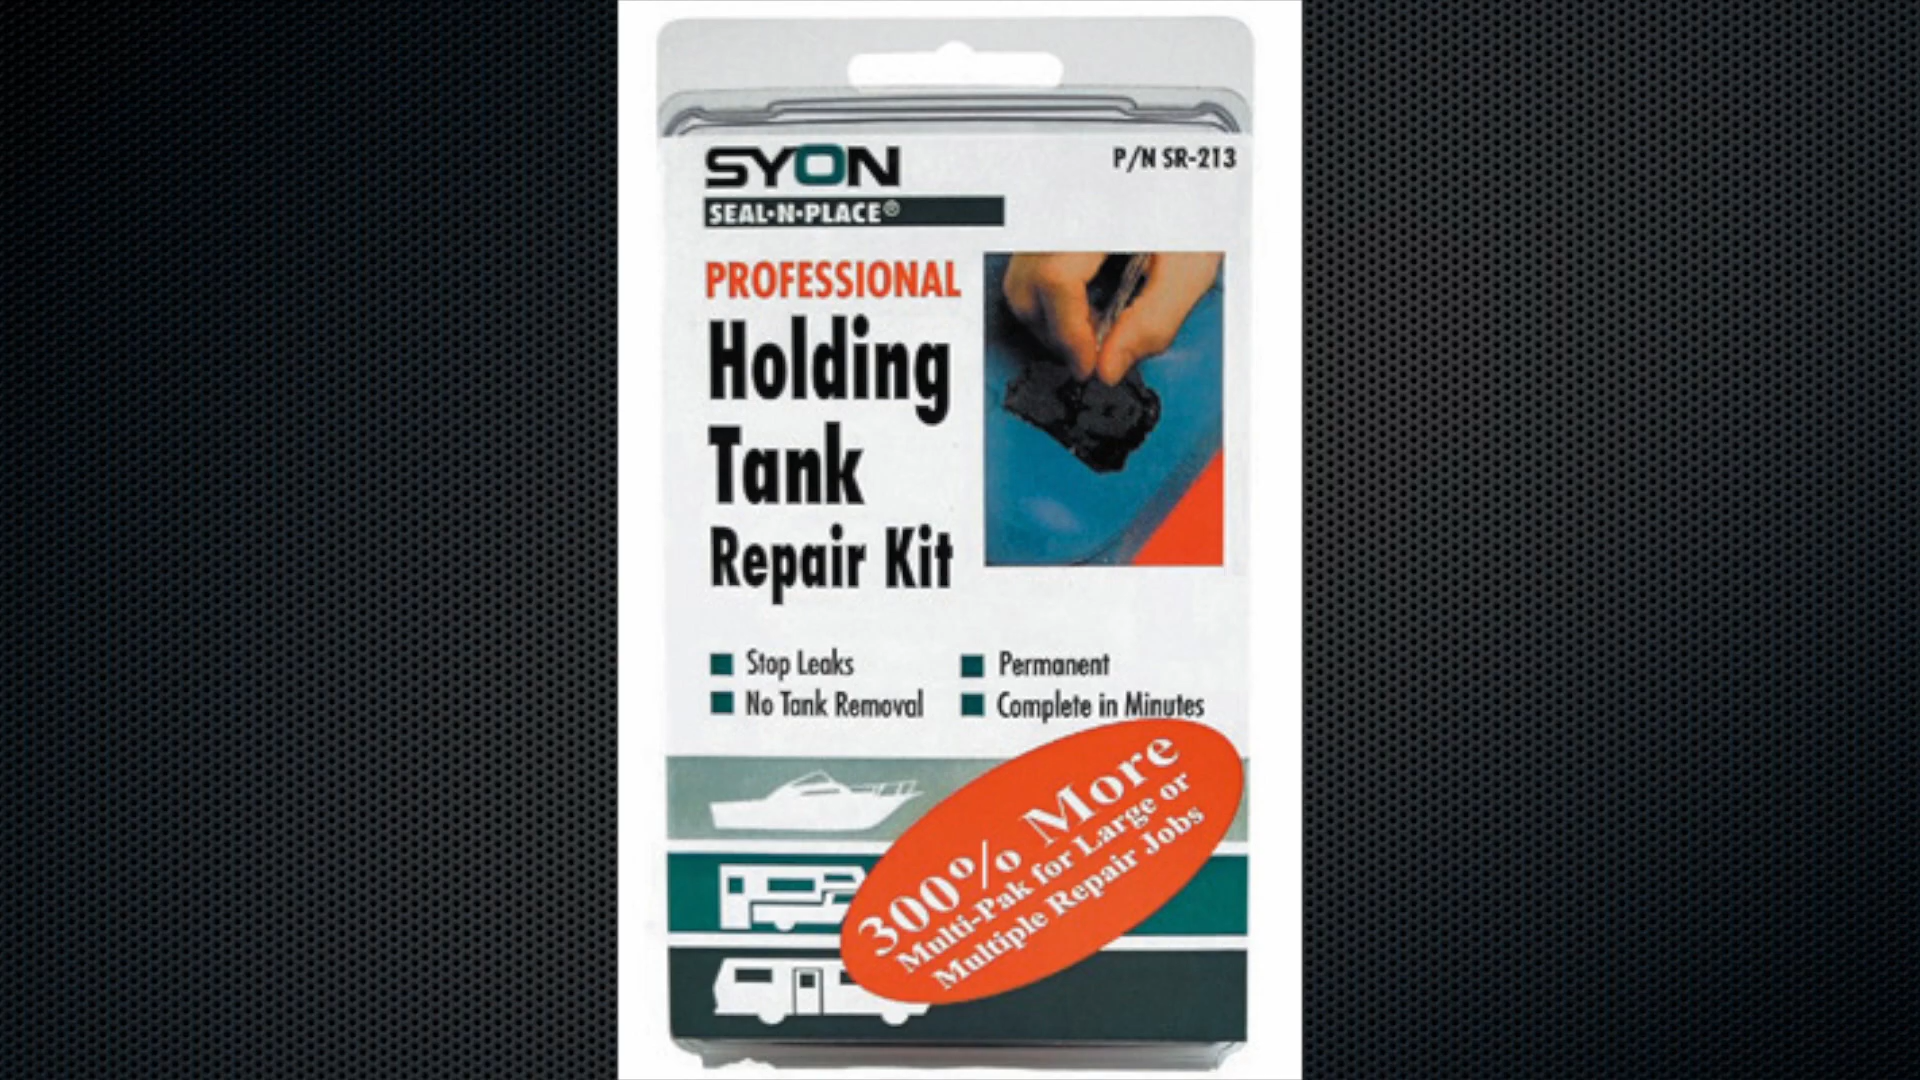 SYON
P/N SR-213
SEAL·N·PLACE®
PROFESSIONAL
Holding
Tank
Repair Kit
Stop Leaks
No Tank Removal
Permanent
Complete in Minutes
300% More
Multi-Pak for Large or
Multiple Repair Jobs